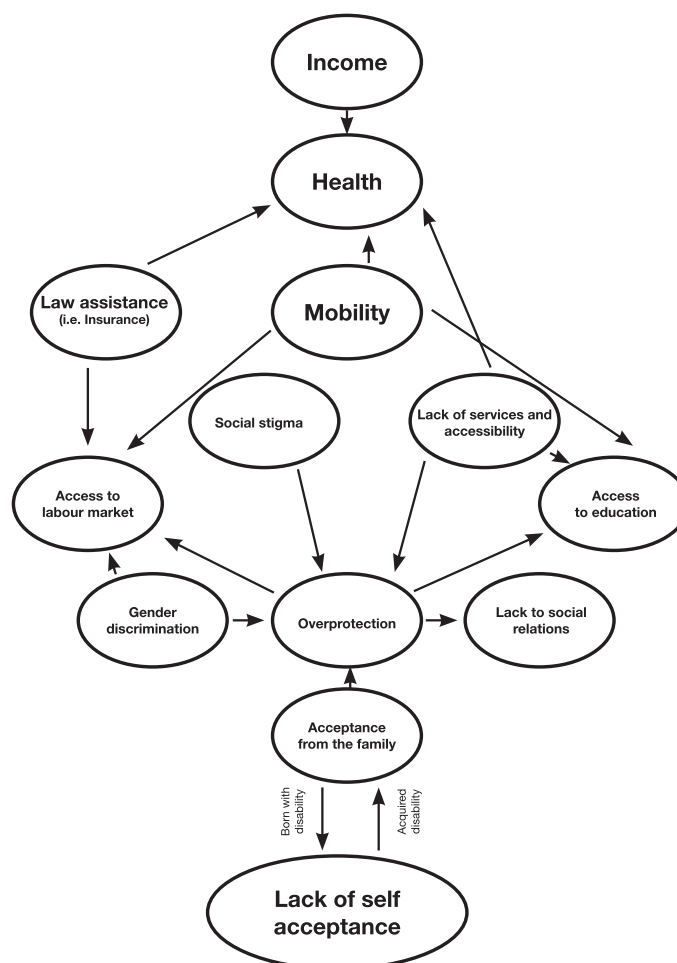 Income
Health
Law assistance
(i.e. Insurance)
Mobility
Social stigma
Lack of services and
accessibility
Access to
labour market
Access
to education
Gender
discrimination
Overprotection
Lack to social
relations
Acceptance
from the family
Born with
disability
Acquired
disability
Lack of self
acceptance